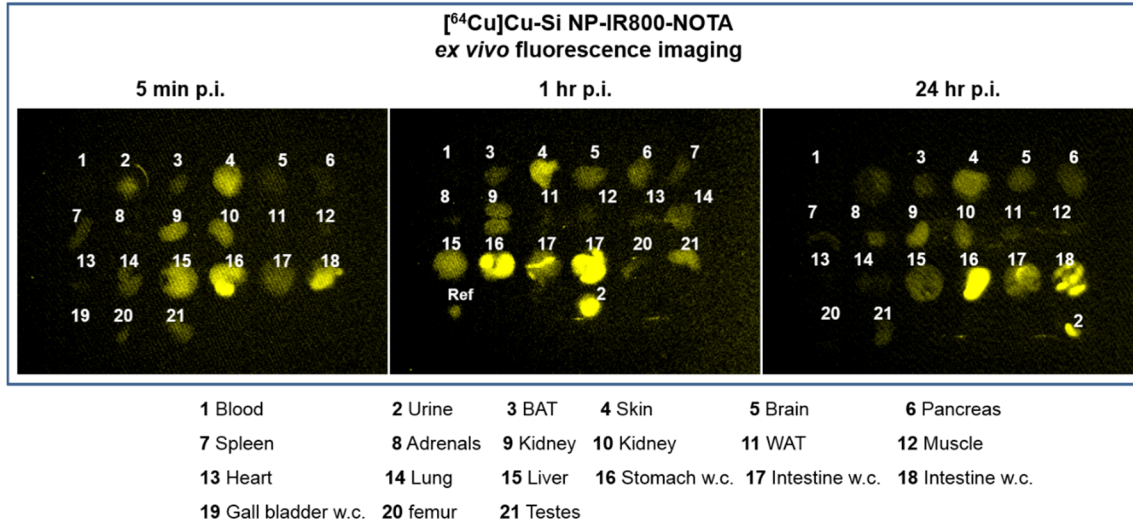 [⁶⁴Cu]Cu-Si NP-IR800-NOTA
ex vivo fluorescence imaging
5 min p.i. 1 hr p.i. 24 hr p.i.
1 2 3 4 5 6
7 8 9 10 11 12
13 14 15 16 17 18
19 20 21
1 3 4 5 6 7
8 9 11 12 13 14
15 16 17 17 20 21
Ref 2
1 3 4 5 6
7 8 9 10 11 12
13 14 15 16 17 18
20 21 2
1 Blood 2 Urine 3 BAT 4 Skin 5 Brain 6 Pancreas
7 Spleen 8 Adrenals 9 Kidney 10 Kidney 11 WAT 12 Muscle
13 Heart 14 Lung 15 Liver 16 Stomach w.c. 17 Intestine w.c. 18 Intestine w.c.
19 Gall bladder w.c. 20 femur 21 Testes